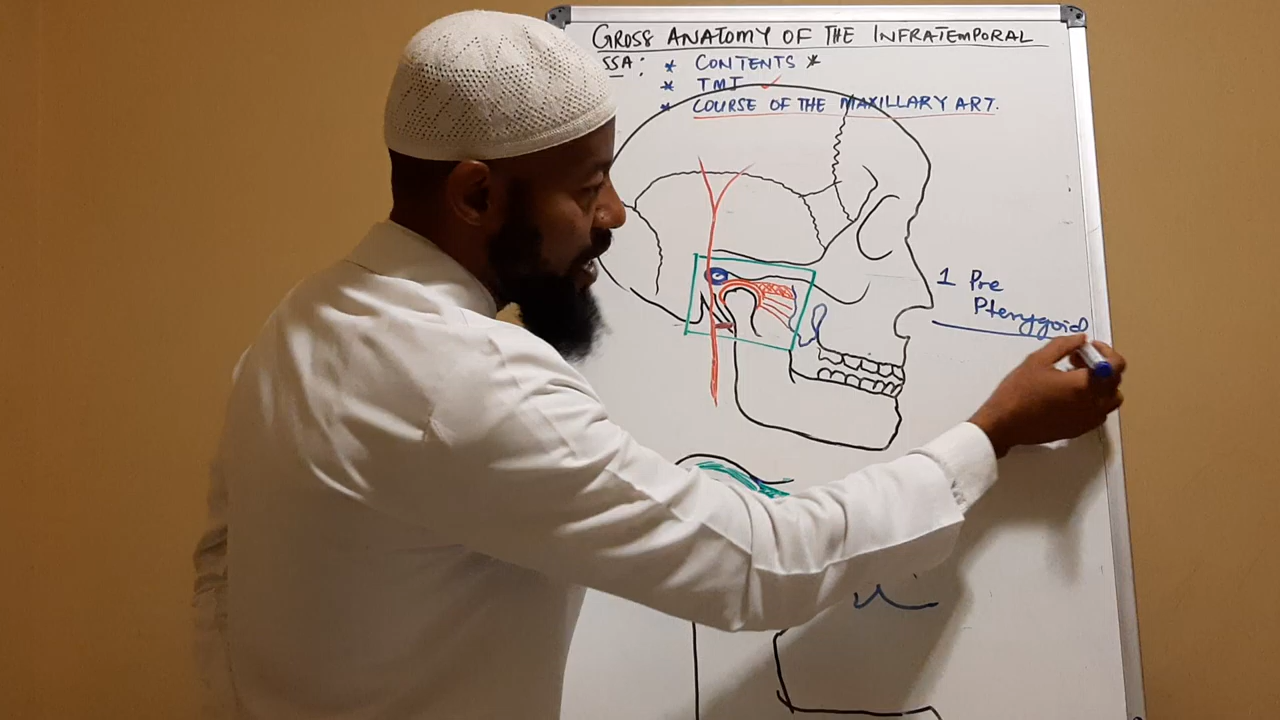 GROSS ANATOMY OF THE INFRATEMPORAL
SSA: * CONTENTS *
* TMJ ✓
* COURSE OF THE MAXILLARY ART.
1 Pre
Pterygoid